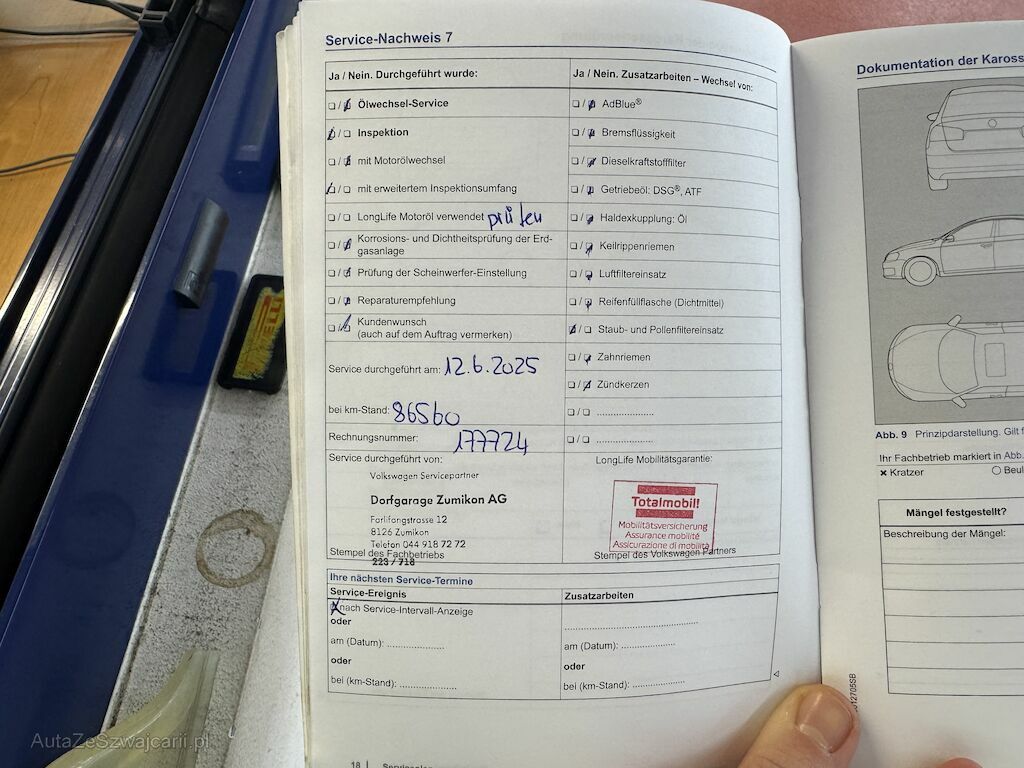 Service-Nachweis 7
Ja / Nein. Durchgeführt wurde:
☐ / ☒ Ölwechsel-Service
☒ / ☐ Inspektion
☐ / ☒ mit Motorölwechsel
☒ / ☐ mit erweitertem Inspektionsumfang
☐ / ☐ LongLife Motoröl verwendet prüfen
☐ / ☒ Korrosions- und Dichtheitsprüfung der Erd-
gasanlage
☐ / ☒ Prüfung der Scheinwerfer-Einstellung
☐ / ☒ Reparaturempfehlung
☐ / ☒ Kundenwunsch
(auch auf dem Auftrag vermerken)
Service durchgeführt am: 12.6.2025
bei km-Stand: 86560
Rechnungsnummer: 177724
Service durchgeführt von:
Volkswagen Servicepartner
Dorfgarage Zumikon AG
Farlifangstrasse 12
8126 Zumikon
Telefon 044 918 72 72
Stempel des Fachbetriebs
223 / 718
Ja / Nein. Zusatzarbeiten – Wechsel von:
☐ / ☒ AdBlue®
☐ / ☒ Bremsflüssigkeit
☐ / ☒ Dieselkraftstofffilter
☐ / ☒ Getriebeöl: DSG®, ATF
☐ / ☒ Haldexkupplung: Öl
☐ / ☒ Keilrippenriemen
☐ / ☒ Luftfiltereinsatz
☐ / ☒ Reifenfüllflasche (Dichtmittel)
☒ / ☐ Staub- und Pollenfiltereinsatz
☐ / ☒ Zahnriemen
☐ / ☒ Zündkerzen
☐ / ☐ .....................
☐ / ☐ .....................
LongLife Mobilitätsgarantie:
Totalmobil!
Mobilitätsversicherung
Assurance mobilité
Assicurazione di mobilità
Stempel des Volkswagen Partners
Ihre nächsten Service-Termine
Service-Ereignis
☒ nach Service-Intervall-Anzeige
oder
am (Datum): .....................
oder
bei (km-Stand): .....................
Zusatzarbeiten
..................................................
am (Datum): .....................
oder
bei (km-Stand): .....................
18
Dokumentation der Kaross
Abb. 9 Prinzipdarstellung. Gilt f
Ihr Fachbetrieb markiert in Abb.
× Kratzer ○ Beul
Mängel festgestellt?
Beschreibung der Mängel:
12705SB
AutaZeSzwajcarii.pl